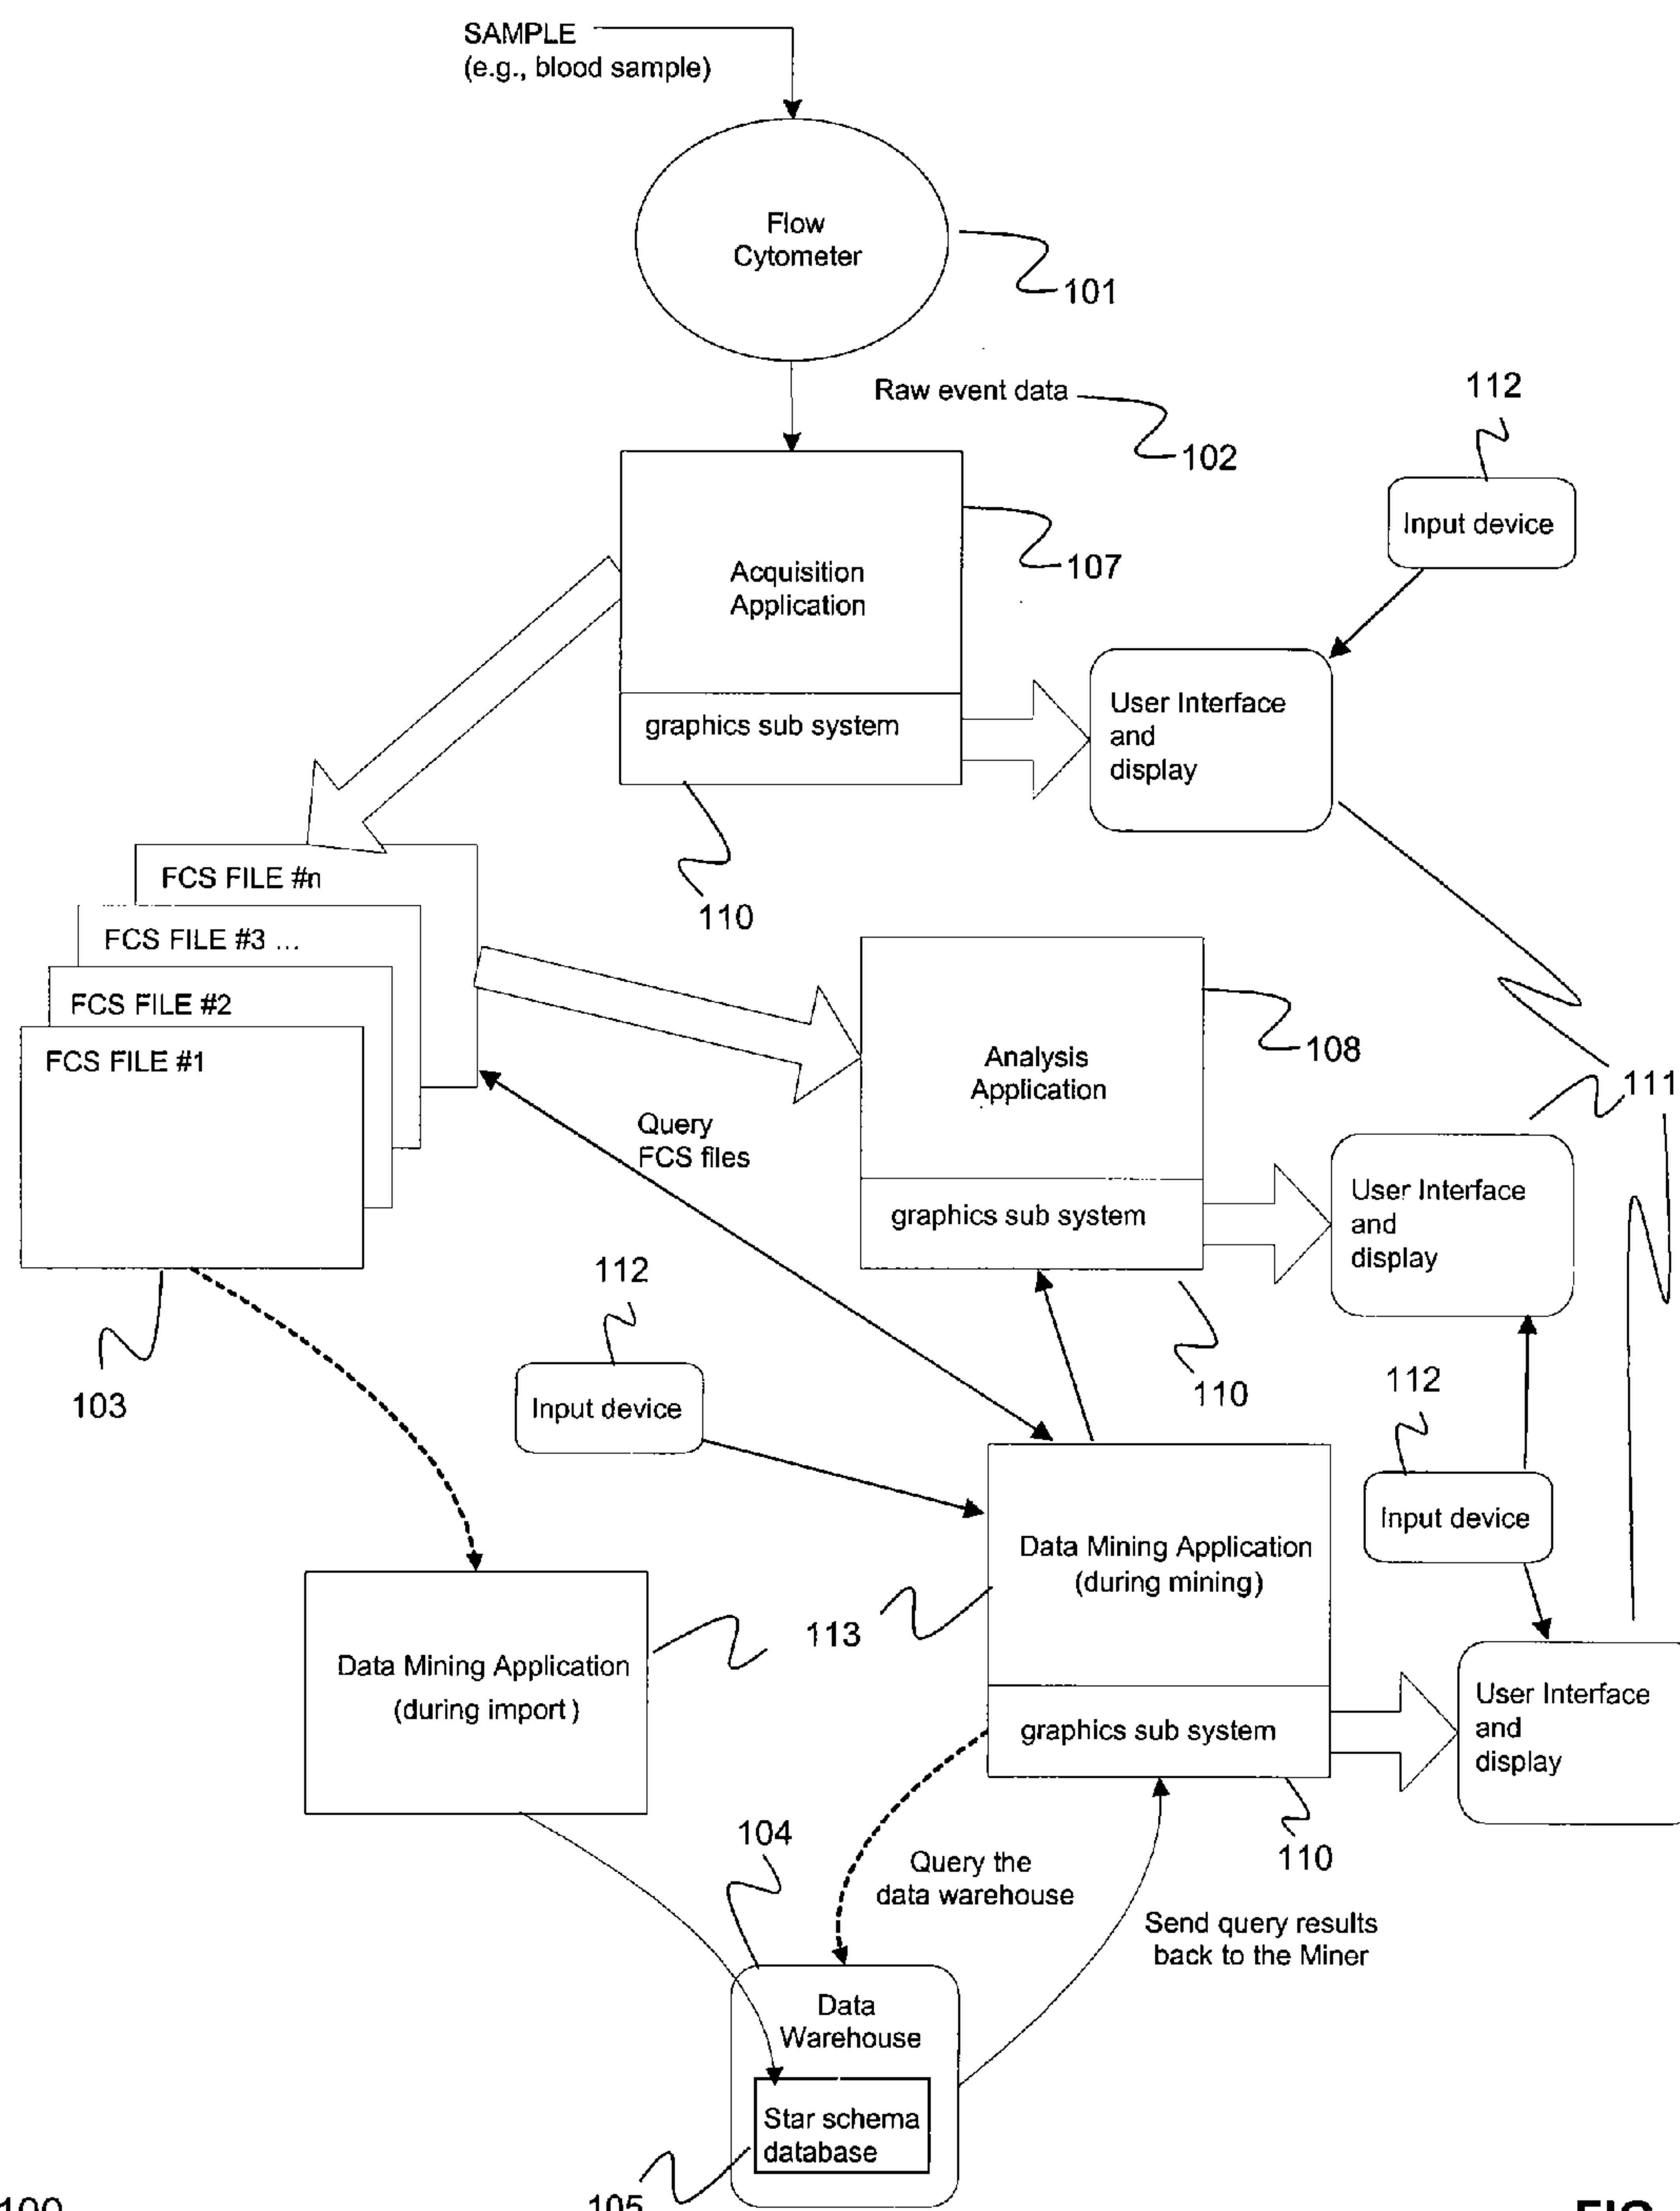 SAMPLE
(e.g., blood sample)
Flow
Cytometer
101
Raw event data
102
112
Input device
Acquisition
Application
107
graphics sub system
User Interface
and
display
110
FCS FILE #n
FCS FILE #3 ...
FCS FILE #2
FCS FILE #1
Analysis
Application
108
111
Query
FCS files
graphics sub system
User Interface
and
display
112
Input device
103
110
112
Input device
Data Mining Application
(during mining)
113
Data Mining Application
(during import)
graphics sub system
User Interface
and
display
104
Query the
data warehouse
110
Send query results
back to the Miner
Data
Warehouse
Star schema
database
105
100
FIG